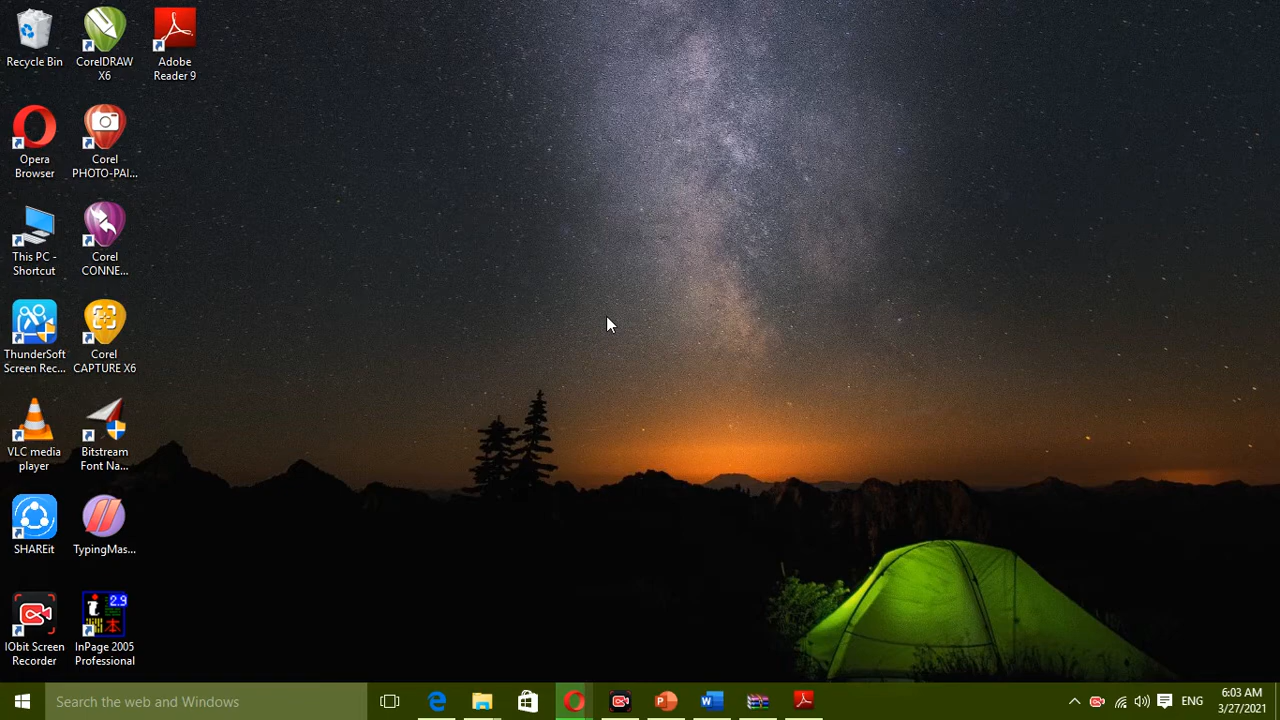 Recycle Bin
CorelDRAW X6
Adobe Reader 9
Opera Browser
Corel PHOTO-PAI...
This PC - Shortcut
Corel CONNE...
ThunderSoft Screen Rec...
Corel CAPTURE X6
VLC media player
Bitstream Font Na...
SHAREit
TypingMas...
2.9
IObit Screen Recorder
InPage 2005 Professional
Search the web and Windows
ENG
6:03 AM
3/27/2021